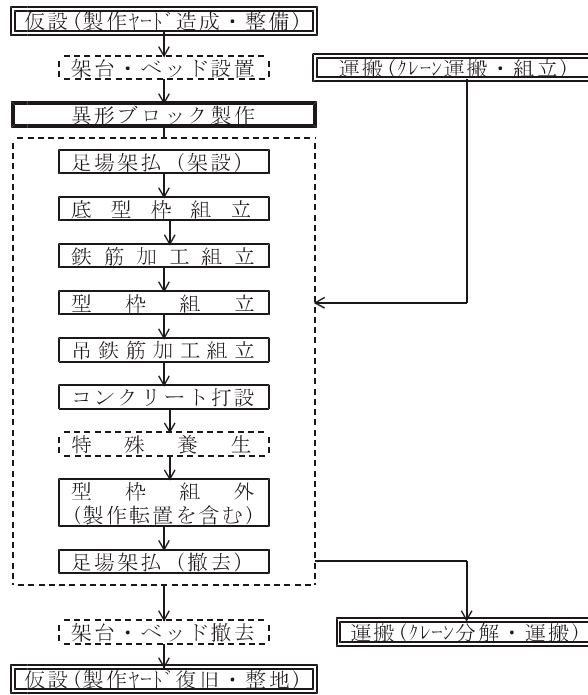 仮設(製作ﾔｰﾄﾞ造成・整備)
架台・ベッド設置
運搬(ｸﾚｰﾝ運搬・組立)
異形ブロック製作
足場架払(架設)
底型枠組立
鉄筋加工組立
型枠組立
吊鉄筋加工組立
コンクリート打設
特殊養生
型枠組外
(製作転置を含む)
足場架払(撤去)
架台・ベッド撤去
運搬(ｸﾚｰﾝ分解・運搬)
仮設(製作ﾔｰﾄﾞ復旧・整地)